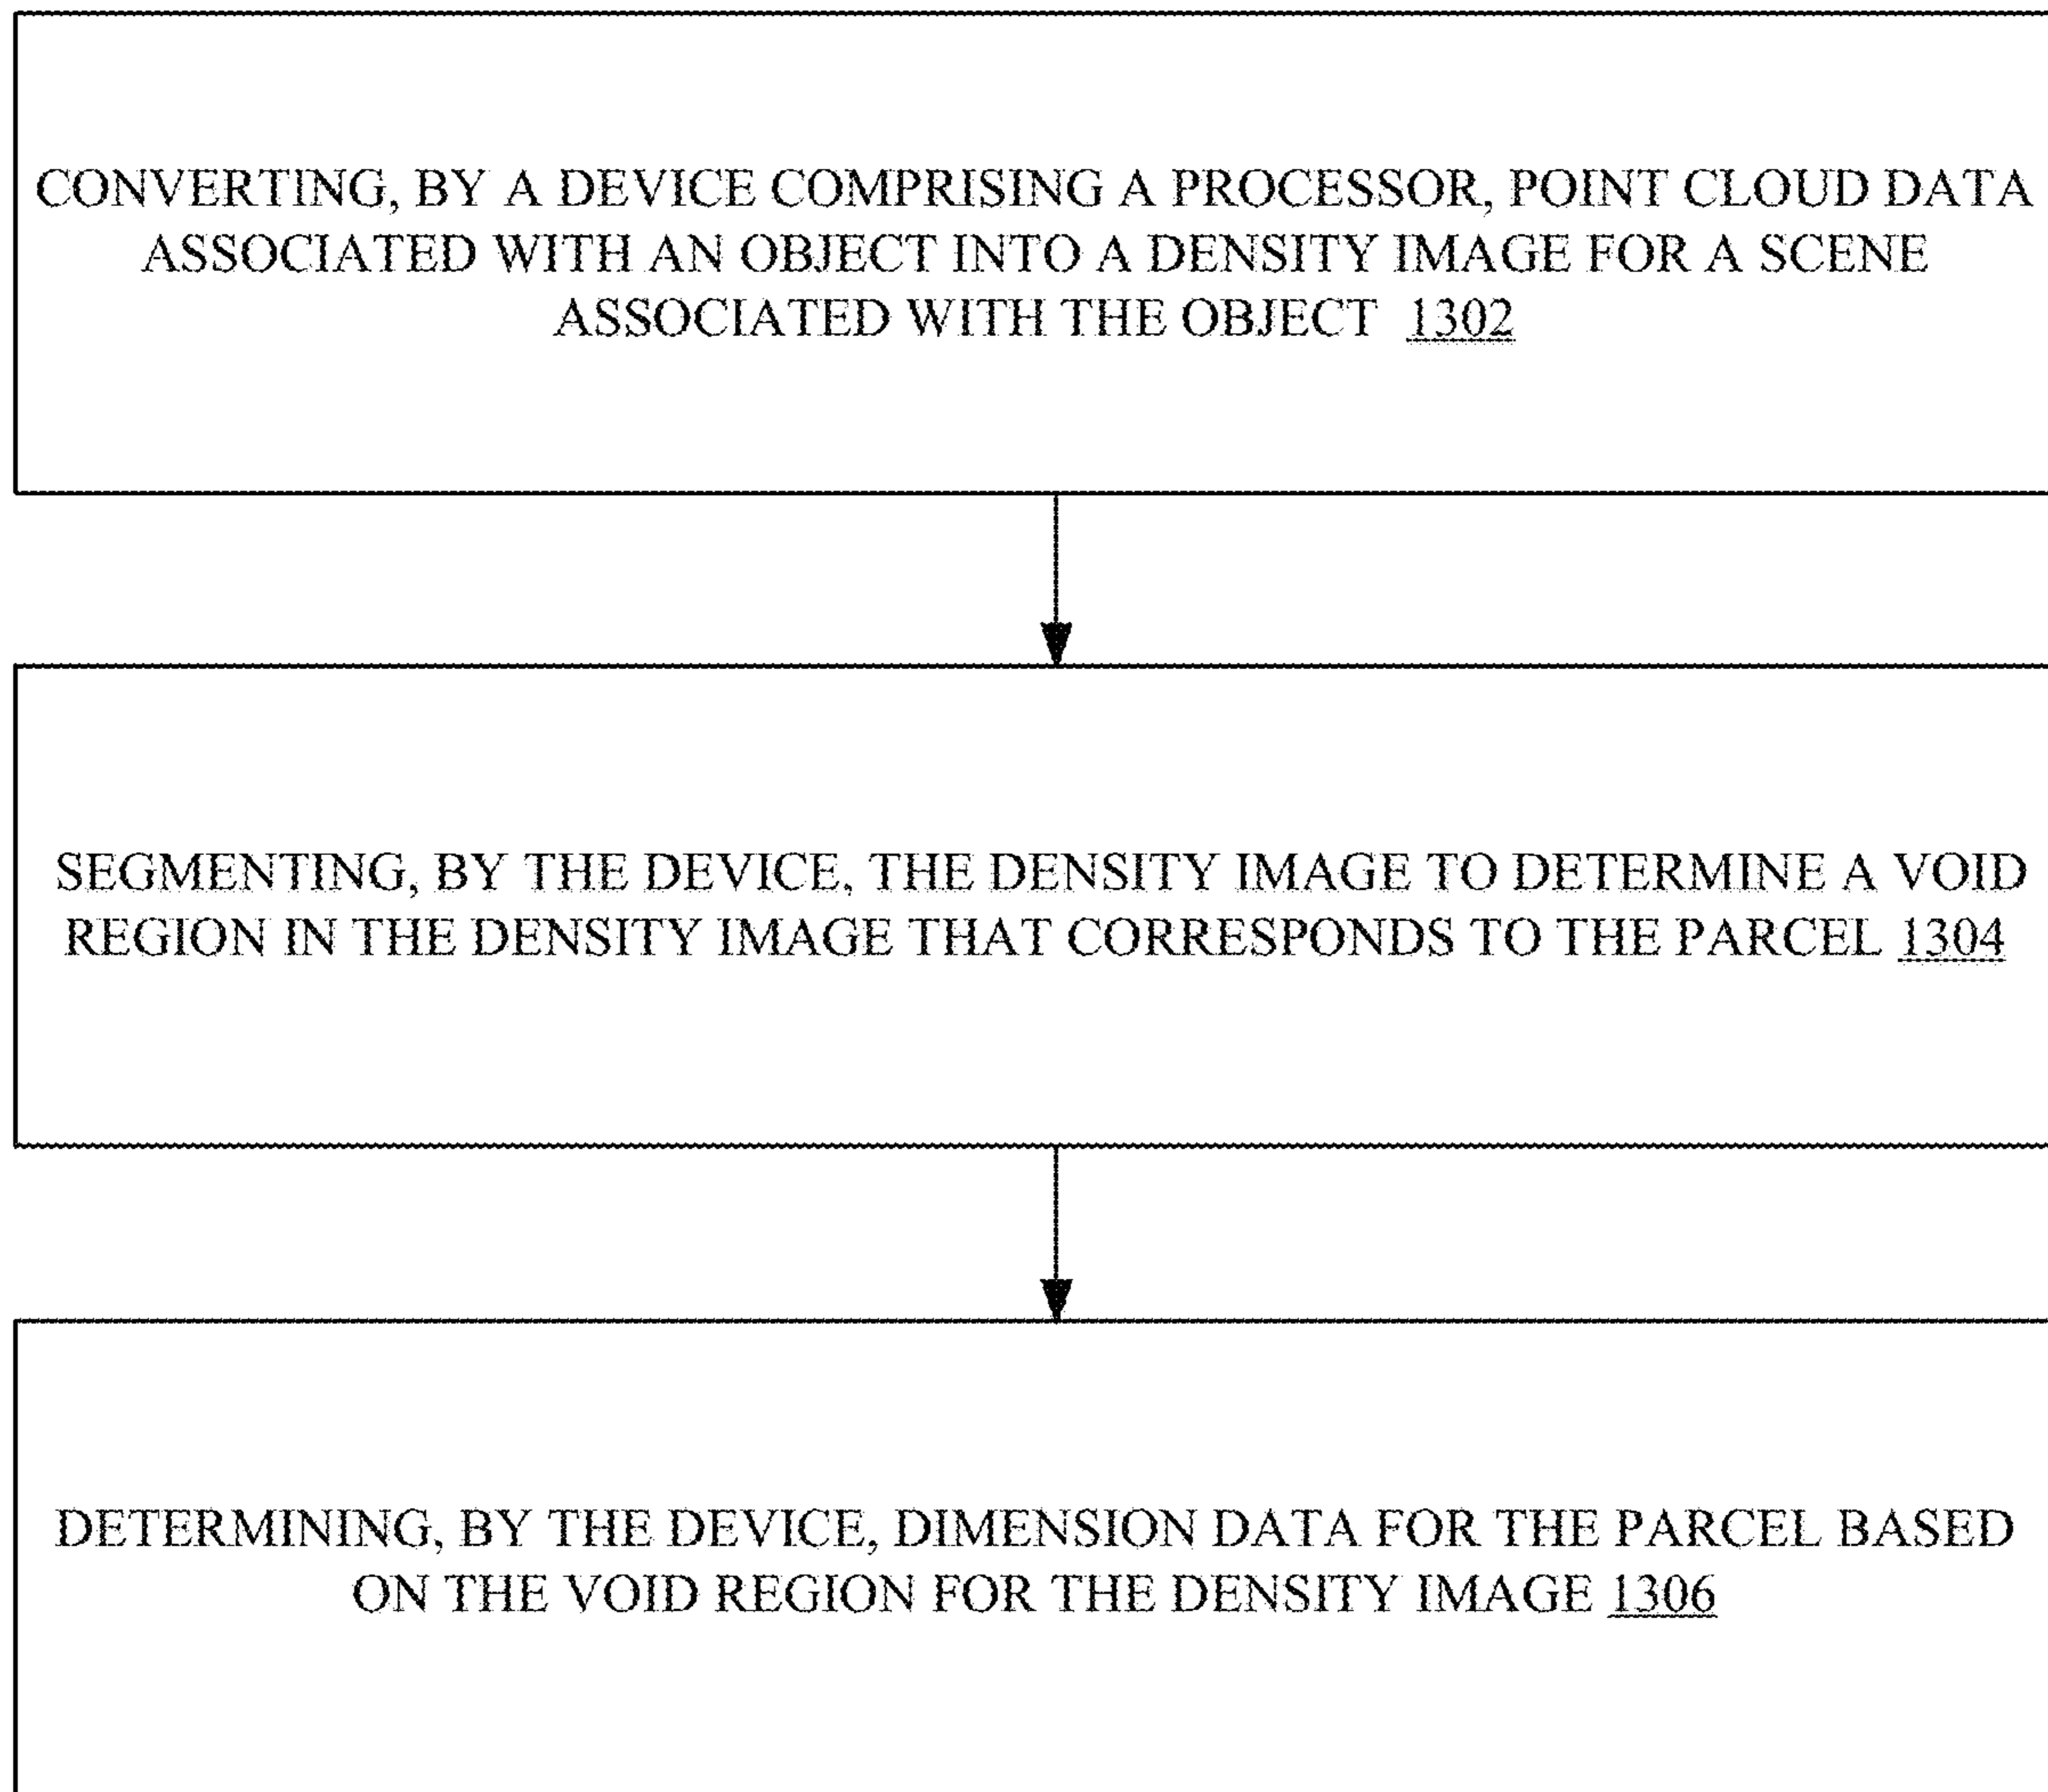 CONVERTING, BY A DEVICE COMPRISING A PROCESSOR, POINT CLOUD DATA
ASSOCIATED WITH AN OBJECT INTO A DENSITY IMAGE FOR A SCENE
ASSOCIATED WITH THE OBJECT 1302
SEGMENTING, BY THE DEVICE, THE DENSITY IMAGE TO DETERMINE A VOID
REGION IN THE DENSITY IMAGE THAT CORRESPONDS TO THE PARCEL 1304
DETERMINING, BY THE DEVICE, DIMENSION DATA FOR THE PARCEL BASED
ON THE VOID REGION FOR THE DENSITY IMAGE 1306